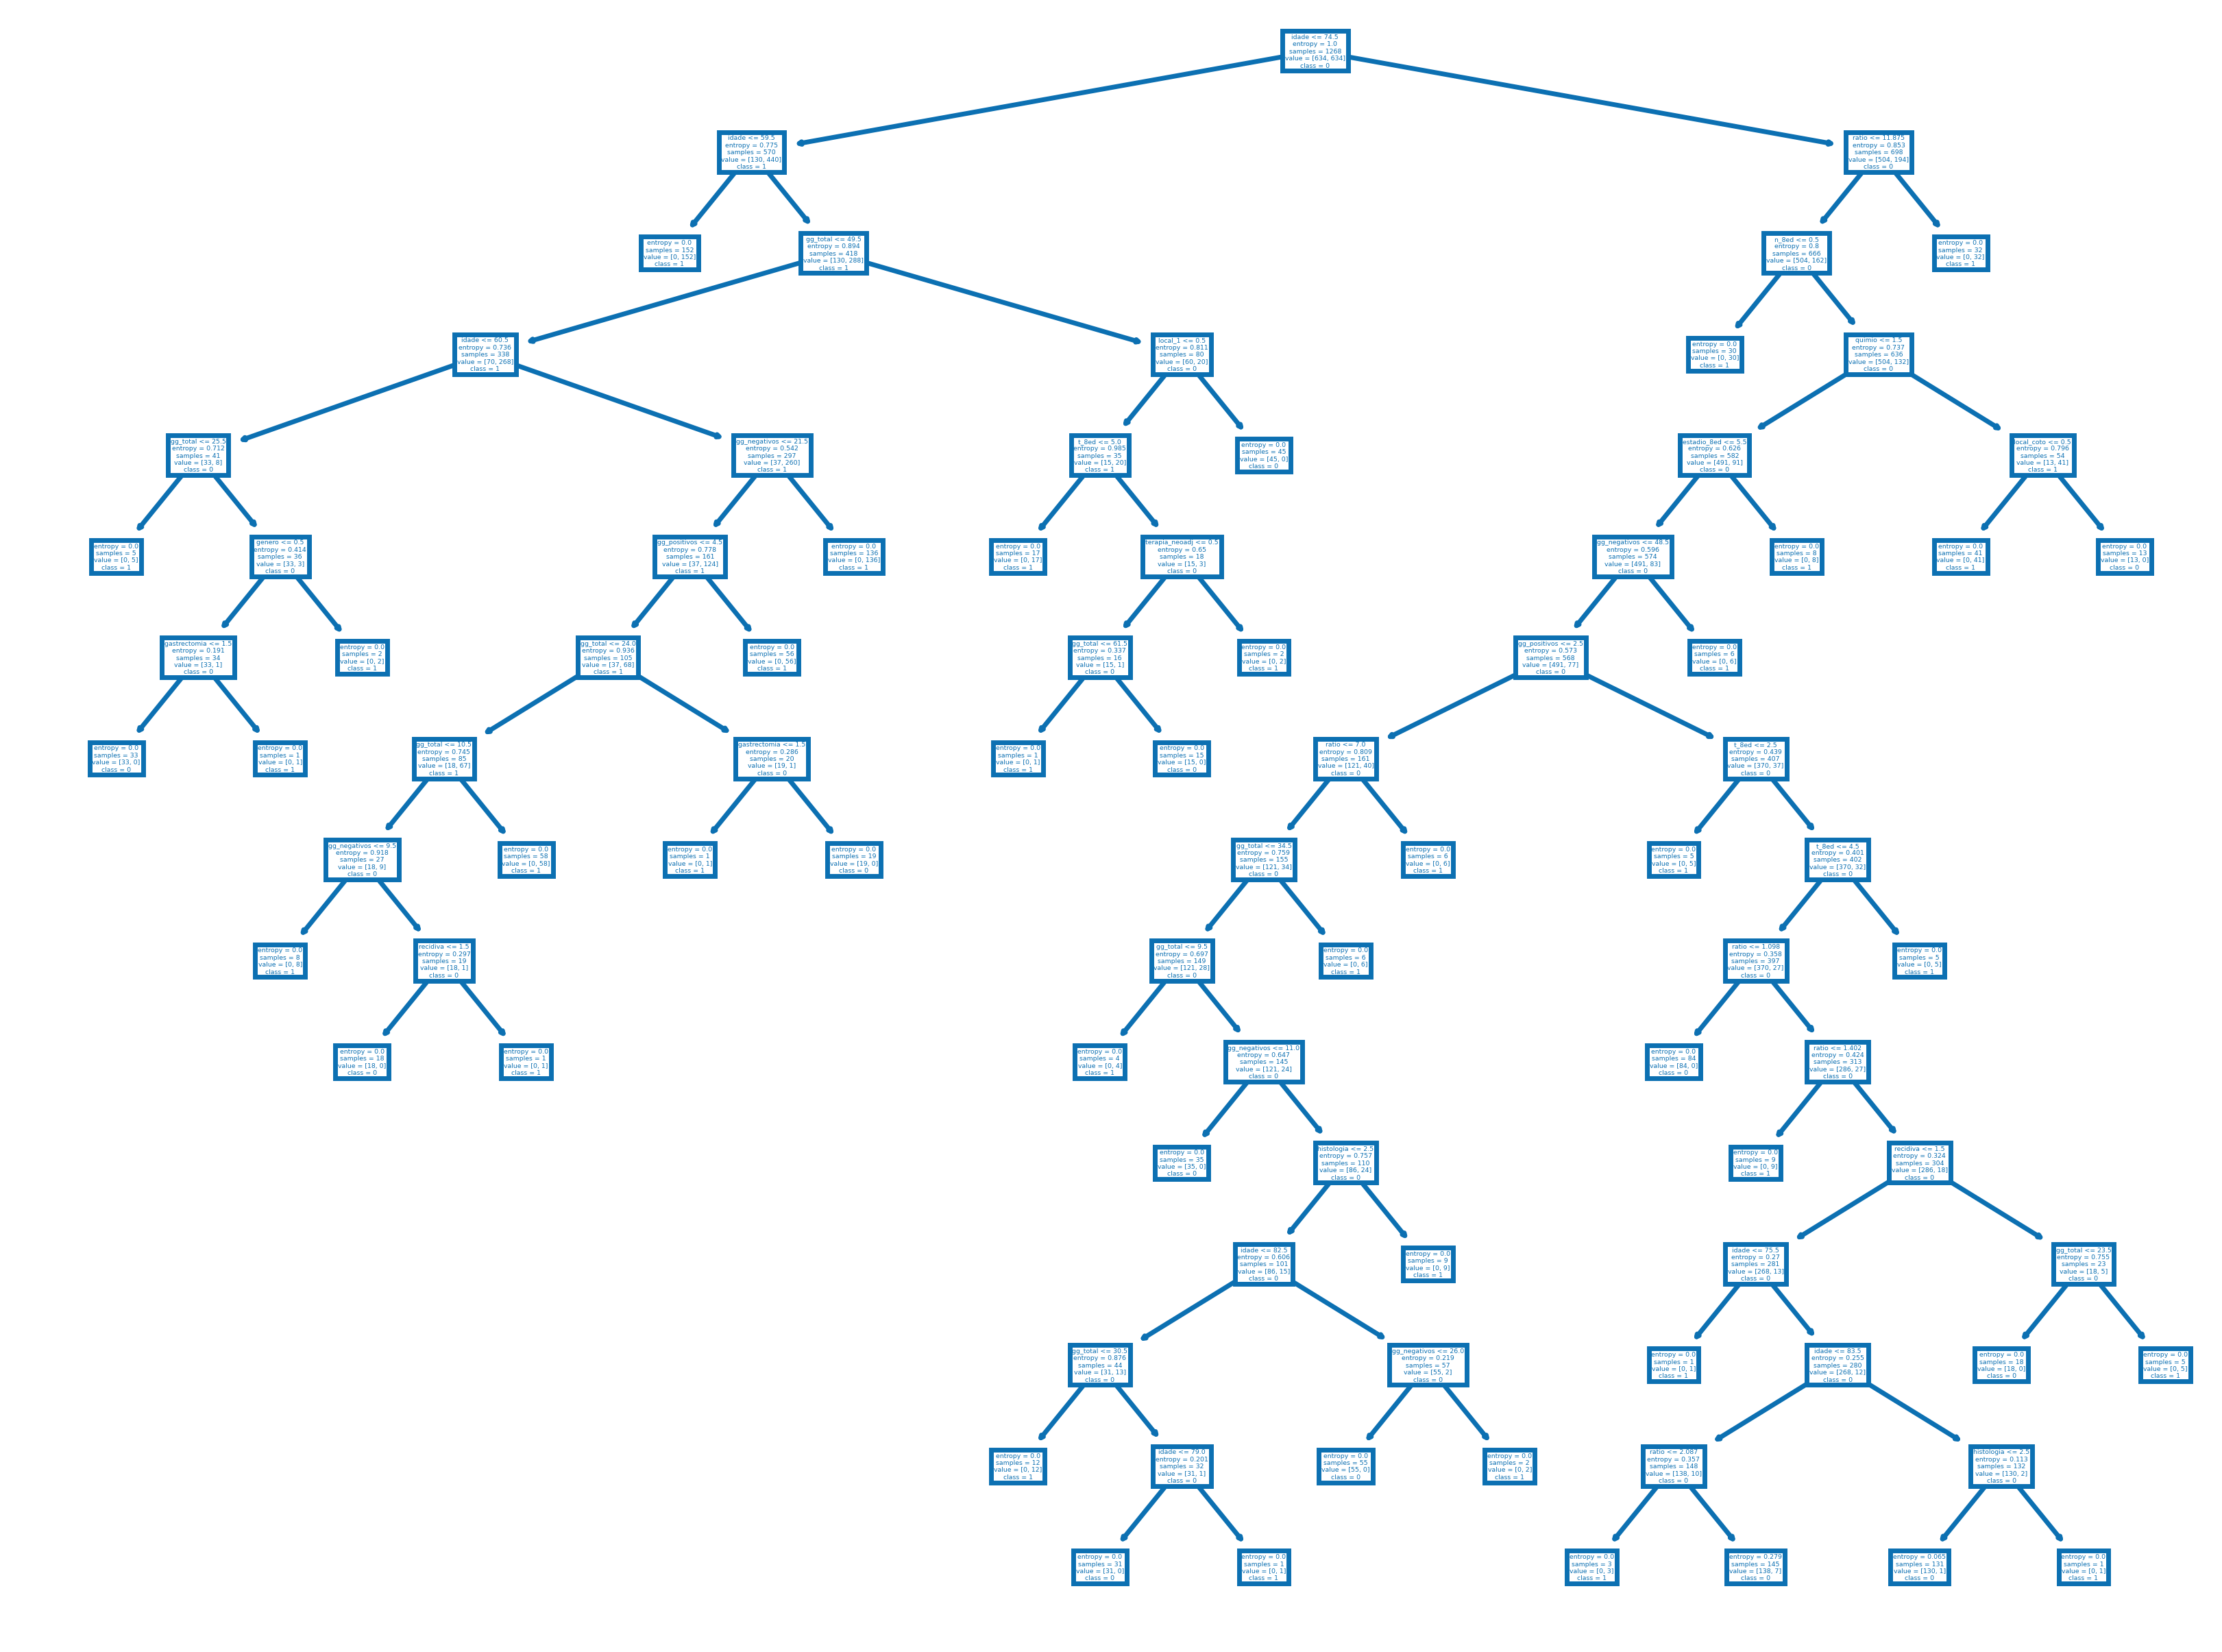 idade <= 74.5
entropy = 1.0
samples = 1268
value = [634, 634]
class = 0
idade <= 59.5
entropy = 0.775
samples = 570
value = [130, 440]
class = 1
ratio <= 11.875
entropy = 0.853
samples = 698
value = [504, 194]
class = 0
entropy = 0.0
samples = 152
value = [0, 152]
class = 1
gg_total <= 49.5
entropy = 0.894
samples = 418
value = [130, 288]
class = 1
n_8ed <= 0.5
entropy = 0.8
samples = 666
value = [504, 162]
class = 0
entropy = 0.0
samples = 32
value = [0, 32]
class = 1
idade <= 60.5
entropy = 0.736
samples = 338
value = [70, 268]
class = 1
local_1 <= 0.5
entropy = 0.811
samples = 80
value = [60, 20]
class = 0
entropy = 0.0
samples = 30
value = [0, 30]
class = 1
quimio <= 1.5
entropy = 0.737
samples = 636
value = [504, 132]
class = 0
gg_total <= 25.5
entropy = 0.712
samples = 41
value = [33, 8]
class = 0
gg_negativos <= 21.5
entropy = 0.542
samples = 297
value = [37, 260]
class = 1
t_8ed <= 5.0
entropy = 0.985
samples = 35
value = [15, 20]
class = 1
entropy = 0.0
samples = 45
value = [45, 0]
class = 0
estadio_8ed <= 5.5
entropy = 0.626
samples = 582
value = [491, 91]
class = 0
local_coto <= 0.5
entropy = 0.796
samples = 54
value = [13, 41]
class = 1
entropy = 0.0
samples = 5
value = [0, 5]
class = 1
genero <= 0.5
entropy = 0.414
samples = 36
value = [33, 3]
class = 0
gg_positivos <= 4.5
entropy = 0.778
samples = 161
value = [37, 124]
class = 1
entropy = 0.0
samples = 136
value = [0, 136]
class = 1
entropy = 0.0
samples = 17
value = [0, 17]
class = 1
terapia_neoadj <= 0.5
entropy = 0.65
samples = 18
value = [15, 3]
class = 0
gg_negativos <= 48.5
entropy = 0.596
samples = 574
value = [491, 83]
class = 0
entropy = 0.0
samples = 8
value = [0, 8]
class = 1
entropy = 0.0
samples = 41
value = [0, 41]
class = 1
entropy = 0.0
samples = 13
value = [13, 0]
class = 0
gastrectomia <= 1.5
entropy = 0.191
samples = 34
value = [33, 1]
class = 0
entropy = 0.0
samples = 2
value = [0, 2]
class = 1
gg_total <= 24.0
entropy = 0.936
samples = 105
value = [37, 68]
class = 1
entropy = 0.0
samples = 56
value = [0, 56]
class = 1
gg_total <= 61.5
entropy = 0.337
samples = 16
value = [15, 1]
class = 0
entropy = 0.0
samples = 2
value = [0, 2]
class = 1
gg_positivos <= 2.5
entropy = 0.573
samples = 568
value = [491, 77]
class = 0
entropy = 0.0
samples = 6
value = [0, 6]
class = 1
entropy = 0.0
samples = 33
value = [33, 0]
class = 0
entropy = 0.0
samples = 1
value = [0, 1]
class = 1
gg_total <= 10.5
entropy = 0.745
samples = 85
value = [18, 67]
class = 1
gastrectomia <= 1.5
entropy = 0.286
samples = 20
value = [19, 1]
class = 0
entropy = 0.0
samples = 1
value = [0, 1]
class = 1
entropy = 0.0
samples = 15
value = [15, 0]
class = 0
ratio <= 7.0
entropy = 0.809
samples = 161
value = [121, 40]
class = 0
t_8ed <= 2.5
entropy = 0.439
samples = 407
value = [370, 37]
class = 0
gg_negativos <= 9.5
entropy = 0.918
samples = 27
value = [18, 9]
class = 0
entropy = 0.0
samples = 58
value = [0, 58]
class = 1
entropy = 0.0
samples = 1
value = [0, 1]
class = 1
entropy = 0.0
samples = 19
value = [19, 0]
class = 0
gg_total <= 34.5
entropy = 0.759
samples = 155
value = [121, 34]
class = 0
entropy = 0.0
samples = 6
value = [0, 6]
class = 1
entropy = 0.0
samples = 5
value = [0, 5]
class = 1
t_8ed <= 4.5
entropy = 0.401
samples = 402
value = [370, 32]
class = 0
entropy = 0.0
samples = 8
value = [0, 8]
class = 1
recidiva <= 1.5
entropy = 0.297
samples = 19
value = [18, 1]
class = 0
gg_total <= 9.5
entropy = 0.697
samples = 149
value = [121, 28]
class = 0
entropy = 0.0
samples = 6
value = [0, 6]
class = 1
ratio <= 1.098
entropy = 0.358
samples = 397
value = [370, 27]
class = 0
entropy = 0.0
samples = 5
value = [0, 5]
class = 1
entropy = 0.0
samples = 18
value = [18, 0]
class = 0
entropy = 0.0
samples = 1
value = [0, 1]
class = 1
entropy = 0.0
samples = 4
value = [0, 4]
class = 1
gg_negativos <= 11.0
entropy = 0.647
samples = 145
value = [121, 24]
class = 0
entropy = 0.0
samples = 84
value = [84, 0]
class = 0
ratio <= 1.402
entropy = 0.424
samples = 313
value = [286, 27]
class = 0
entropy = 0.0
samples = 35
value = [35, 0]
class = 0
histologia <= 2.5
entropy = 0.757
samples = 110
value = [86, 24]
class = 0
entropy = 0.0
samples = 9
value = [0, 9]
class = 1
recidiva <= 1.5
entropy = 0.324
samples = 304
value = [286, 18]
class = 0
idade <= 82.5
entropy = 0.606
samples = 101
value = [86, 15]
class = 0
entropy = 0.0
samples = 9
value = [0, 9]
class = 1
idade <= 75.5
entropy = 0.27
samples = 281
value = [268, 13]
class = 0
gg_total <= 23.5
entropy = 0.755
samples = 23
value = [18, 5]
class = 0
gg_total <= 30.5
entropy = 0.876
samples = 44
value = [31, 13]
class = 0
gg_negativos <= 26.0
entropy = 0.219
samples = 57
value = [55, 2]
class = 0
entropy = 0.0
samples = 1
value = [0, 1]
class = 1
idade <= 83.5
entropy = 0.255
samples = 280
value = [268, 12]
class = 0
entropy = 0.0
samples = 18
value = [18, 0]
class = 0
entropy = 0.0
samples = 5
value = [0, 5]
class = 1
entropy = 0.0
samples = 12
value = [0, 12]
class = 1
idade <= 79.0
entropy = 0.201
samples = 32
value = [31, 1]
class = 0
entropy = 0.0
samples = 55
value = [55, 0]
class = 0
entropy = 0.0
samples = 2
value = [0, 2]
class = 1
ratio <= 2.087
entropy = 0.357
samples = 148
value = [138, 10]
class = 0
histologia <= 2.5
entropy = 0.113
samples = 132
value = [130, 2]
class = 0
entropy = 0.0
samples = 31
value = [31, 0]
class = 0
entropy = 0.0
samples = 1
value = [0, 1]
class = 1
entropy = 0.0
samples = 3
value = [0, 3]
class = 1
entropy = 0.279
samples = 145
value = [138, 7]
class = 0
entropy = 0.065
samples = 131
value = [130, 1]
class = 0
entropy = 0.0
samples = 1
value = [0, 1]
class = 1